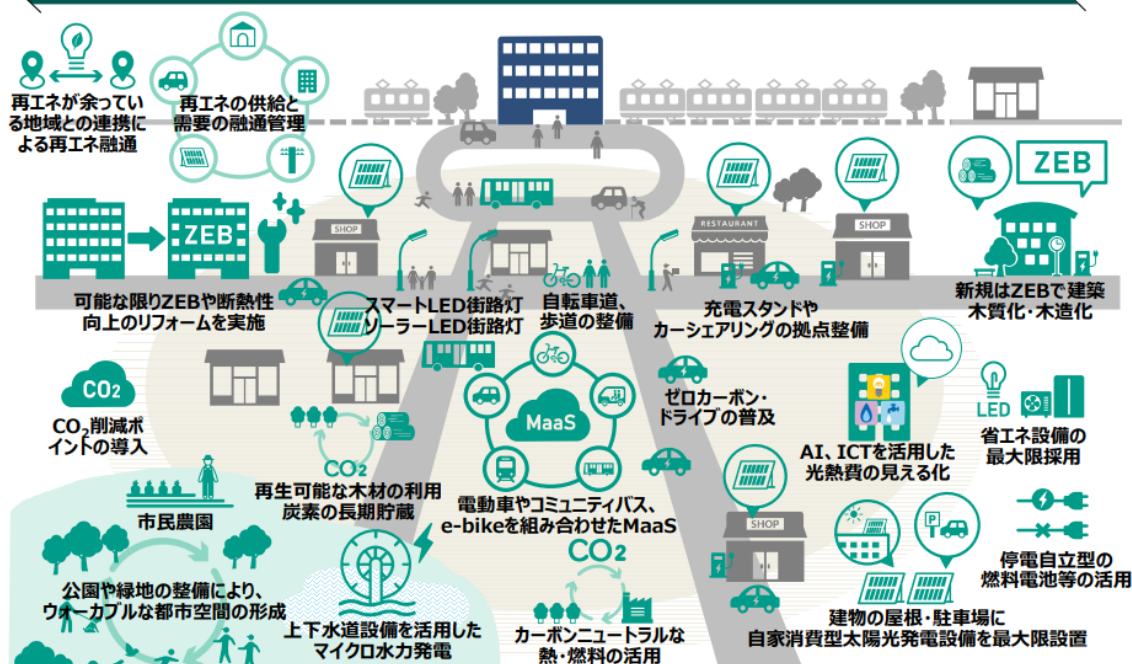 再エネが余ってい
る地域との連携に
よる再エネ融通
再エネの供給と
需要の融通管理
ZEB
ZEB
SHOP
RESTAURANT
SHOP
可能な限りZEBや断熱性
向上のリフォームを実施
スマートLED街路灯
ソーラーLED街路灯
自転車道、
歩道の整備
充電スタンドや
カーシェアリングの拠点整備
新規はZEBで建築
木質化・木造化
CO2
CO2削減ポ
イントの導入
MaaS
ゼロカーボン・
ドライブの普及
AI、ICTを活用した
光熱費の見える化
LED
省エネ設備の
最大限採用
市民農園
CO2
再生可能な木材の利用
炭素の長期貯蔵
電動車やコミュニティバス、
e-bikeを組み合わせたMaaS
SHOP
P
停電自立型の
燃料電池等の活用
公園や緑地の整備により、
ウォーカブルな都市空間の形成
上下水道設備を活用した
マイクロ水力発電
CO2
カーボンニュートラルな
熱・燃料の活用
建物の屋根・駐車場に
自家消費型太陽光発電設備を最大限設置